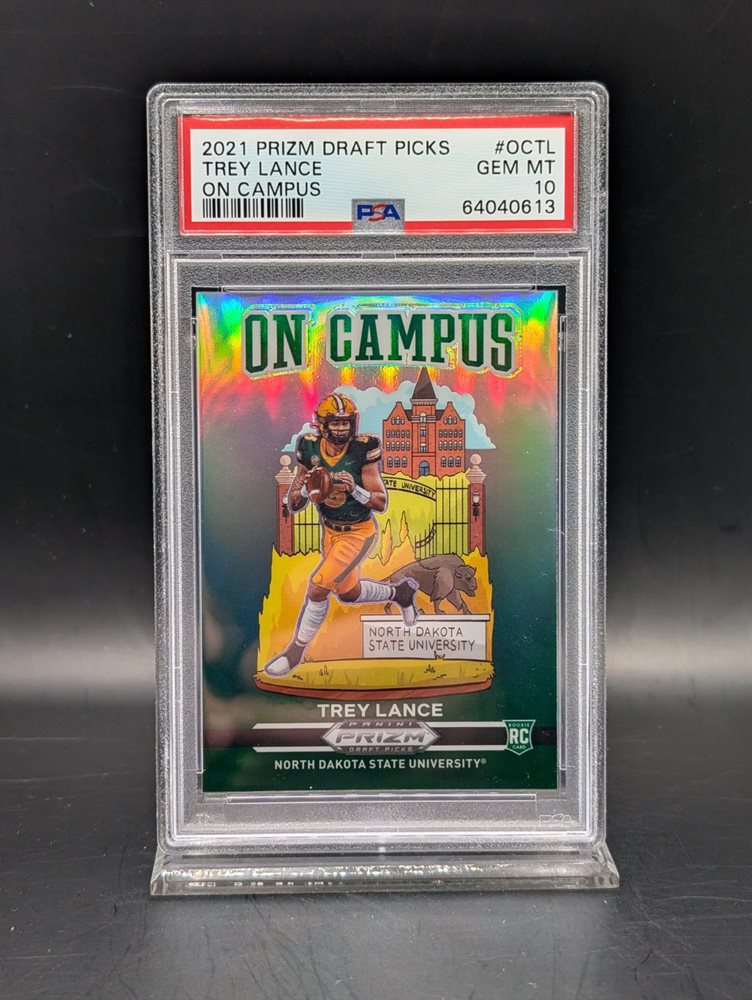 2021 PRIZM DRAFT PICKS #OCTL
TREY LANCE GEM MT
ON CAMPUS 10
PSA 64040613
ON CAMPUS
STATE UNIVERSITY
5
NORTH DAKOTA
STATE UNIVERSITY
TREY LANCE
PANINI
PRIZM
DRAFT PICKS
ROOKIE
RC
CARD
NORTH DAKOTA STATE UNIVERSITY®